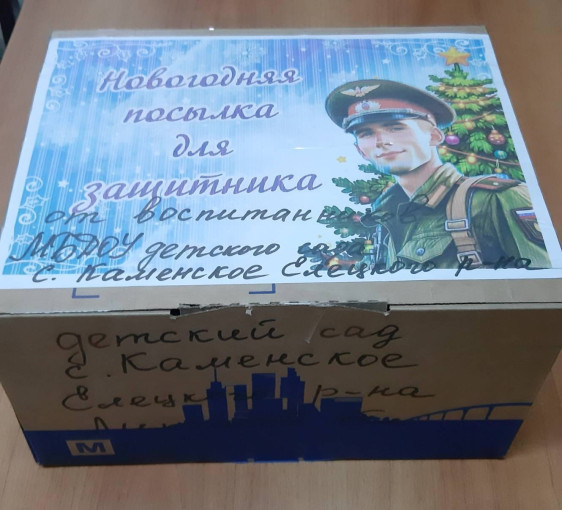 Новогодняя
посылка
для
защитника
от воспитанников
МБДОУ детского сада
с. Каменское Елецкого р-на
детский сад
с. Каменское
Елецкого р-на
М